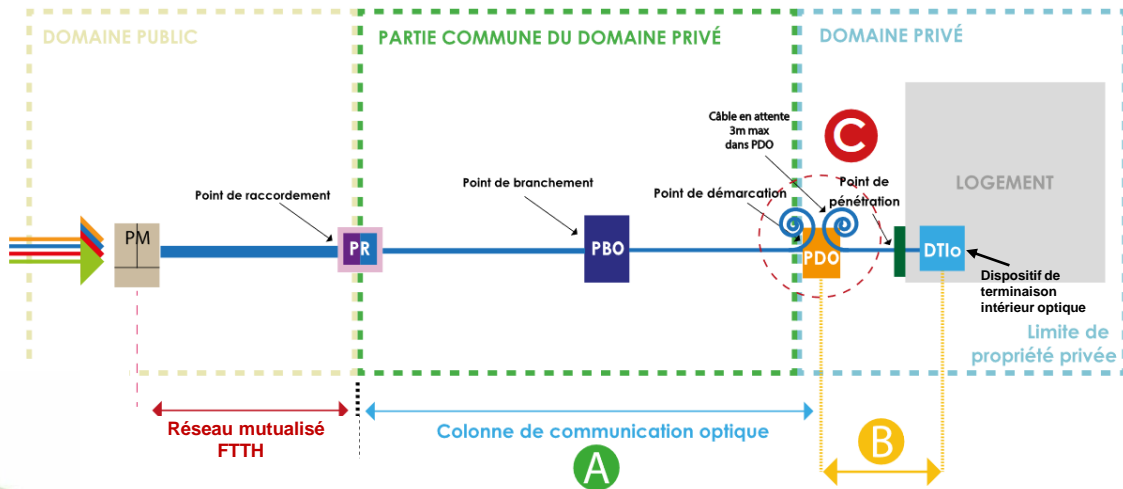 DOMAINE PUBLIC
PARTIE COMMUNE DU DOMAINE PRIVÉ
DOMAINE PRIVÉ
Câble en attente
3m max
dans PDO
C
Point de raccordement
Point de branchement
Point de démarcation
Point de
pénétration
LOGEMENT
PM
PR
PBO
PDO
DTIo
Dispositif de
terminaison
intérieur optique
Limite de
propriété privée
Réseau mutualisé
FTTH
Colonne de communication optique
A
B